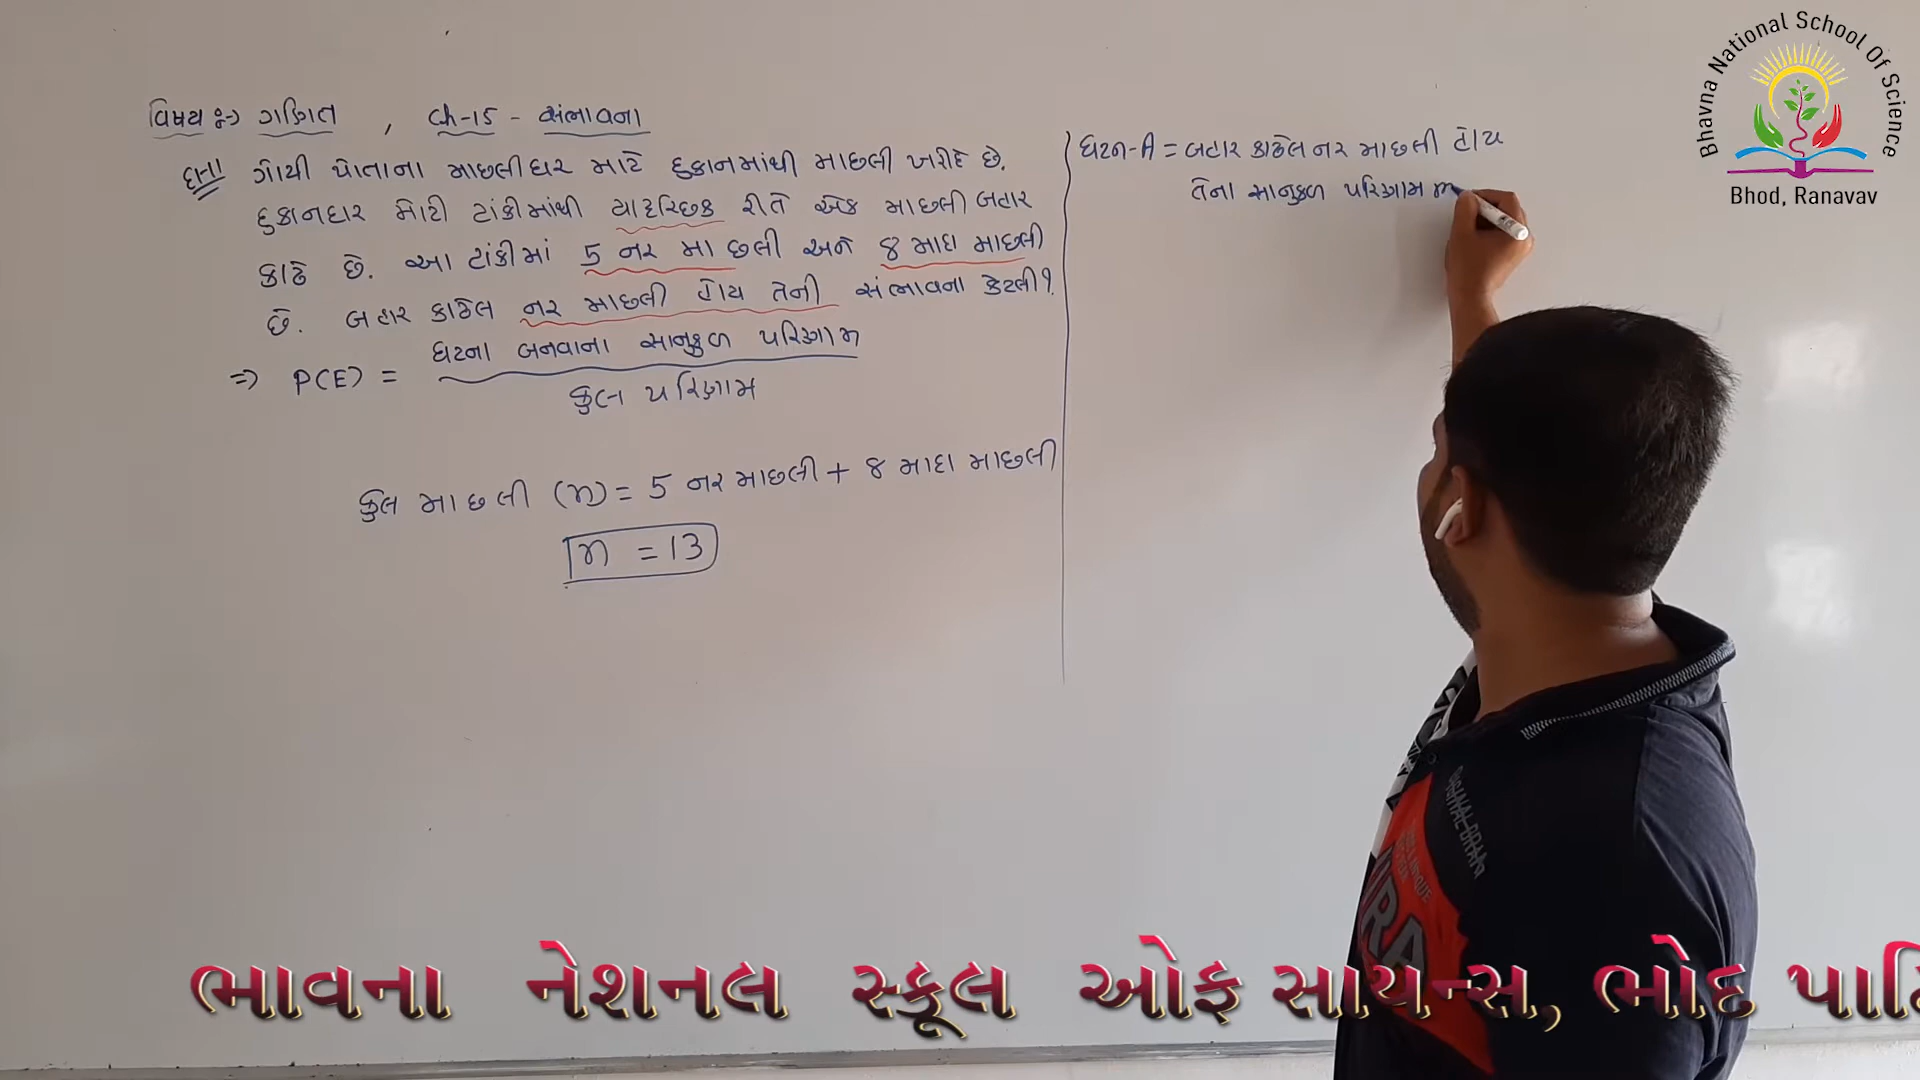 વિષય :-> ગણિત , Ch-15 - સંભાવના
દાખલા ગોપી પોતાના માછલીઘર માટે દુકાનમાંથી માછલી ખરીદે છે.
દુકાનદાર મોટી ટાંકીમાંથી યાદૃચ્છિક રીતે એક માછલી બહાર
કાઢે છે. આ ટાંકીમાં 5 નર માછલી અને 8 માદા માછલી
છે. બહાર કાઢેલ નર માછલી હોય તેની સંભાવના કેટલી?
ઘટના બનવાના સાનુકુળ પરિણામ
=> P(E) =
કુલ પરિણામ
કુલ માછલી (n) = 5 નર માછલી + 8 માદા માછલી
n = 13
ઘટના-A = બહાર કાઢેલ નર માછલી હોય
તેના સાનુકુળ પરિણામ m
Bhavna National School Of Science
Bhod, Ranavav
ભાવના નેશનલ સ્કૂલ ઓફ સાયન્સ, ભોદ